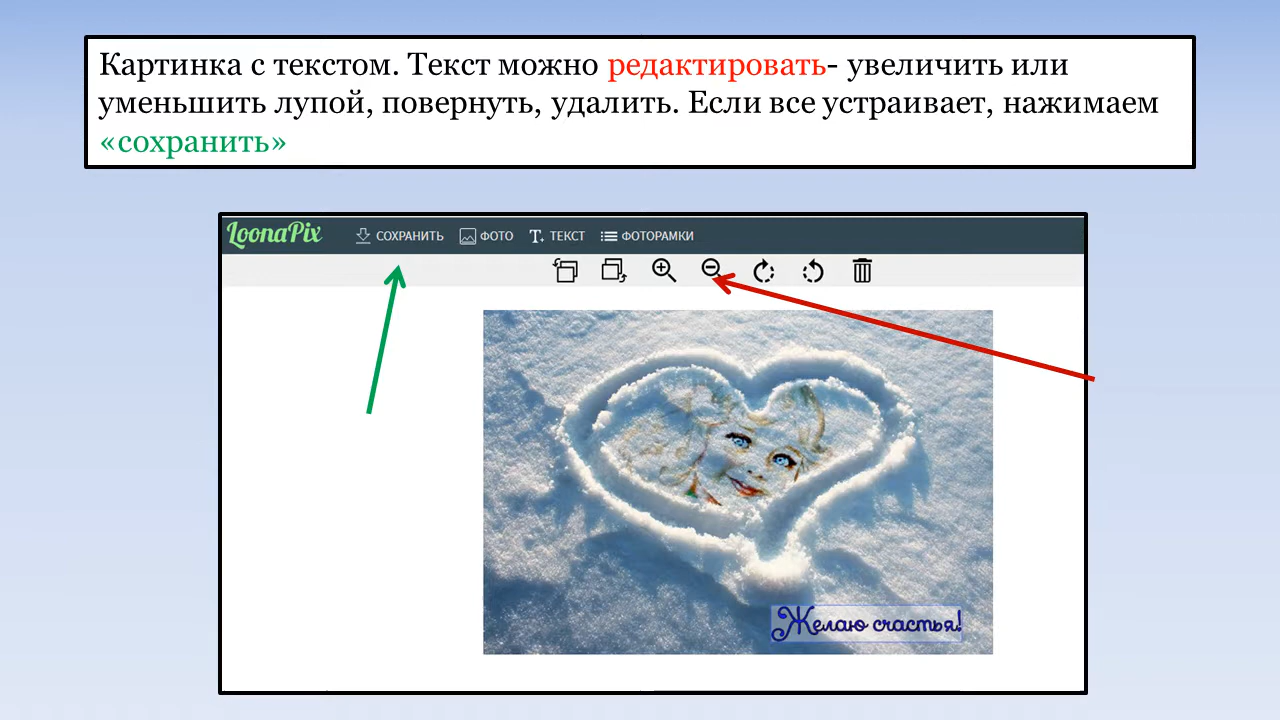 Картинка с текстом. Текст можно редактировать- увеличить или
уменьшить лупой, повернуть, удалить. Если все устраивает, нажимаем
«сохранить»
LoonaPix СОХРАНИТЬ ФОТО T. ТЕКСТ ФОТОРАМКИ
Желаю счастья!